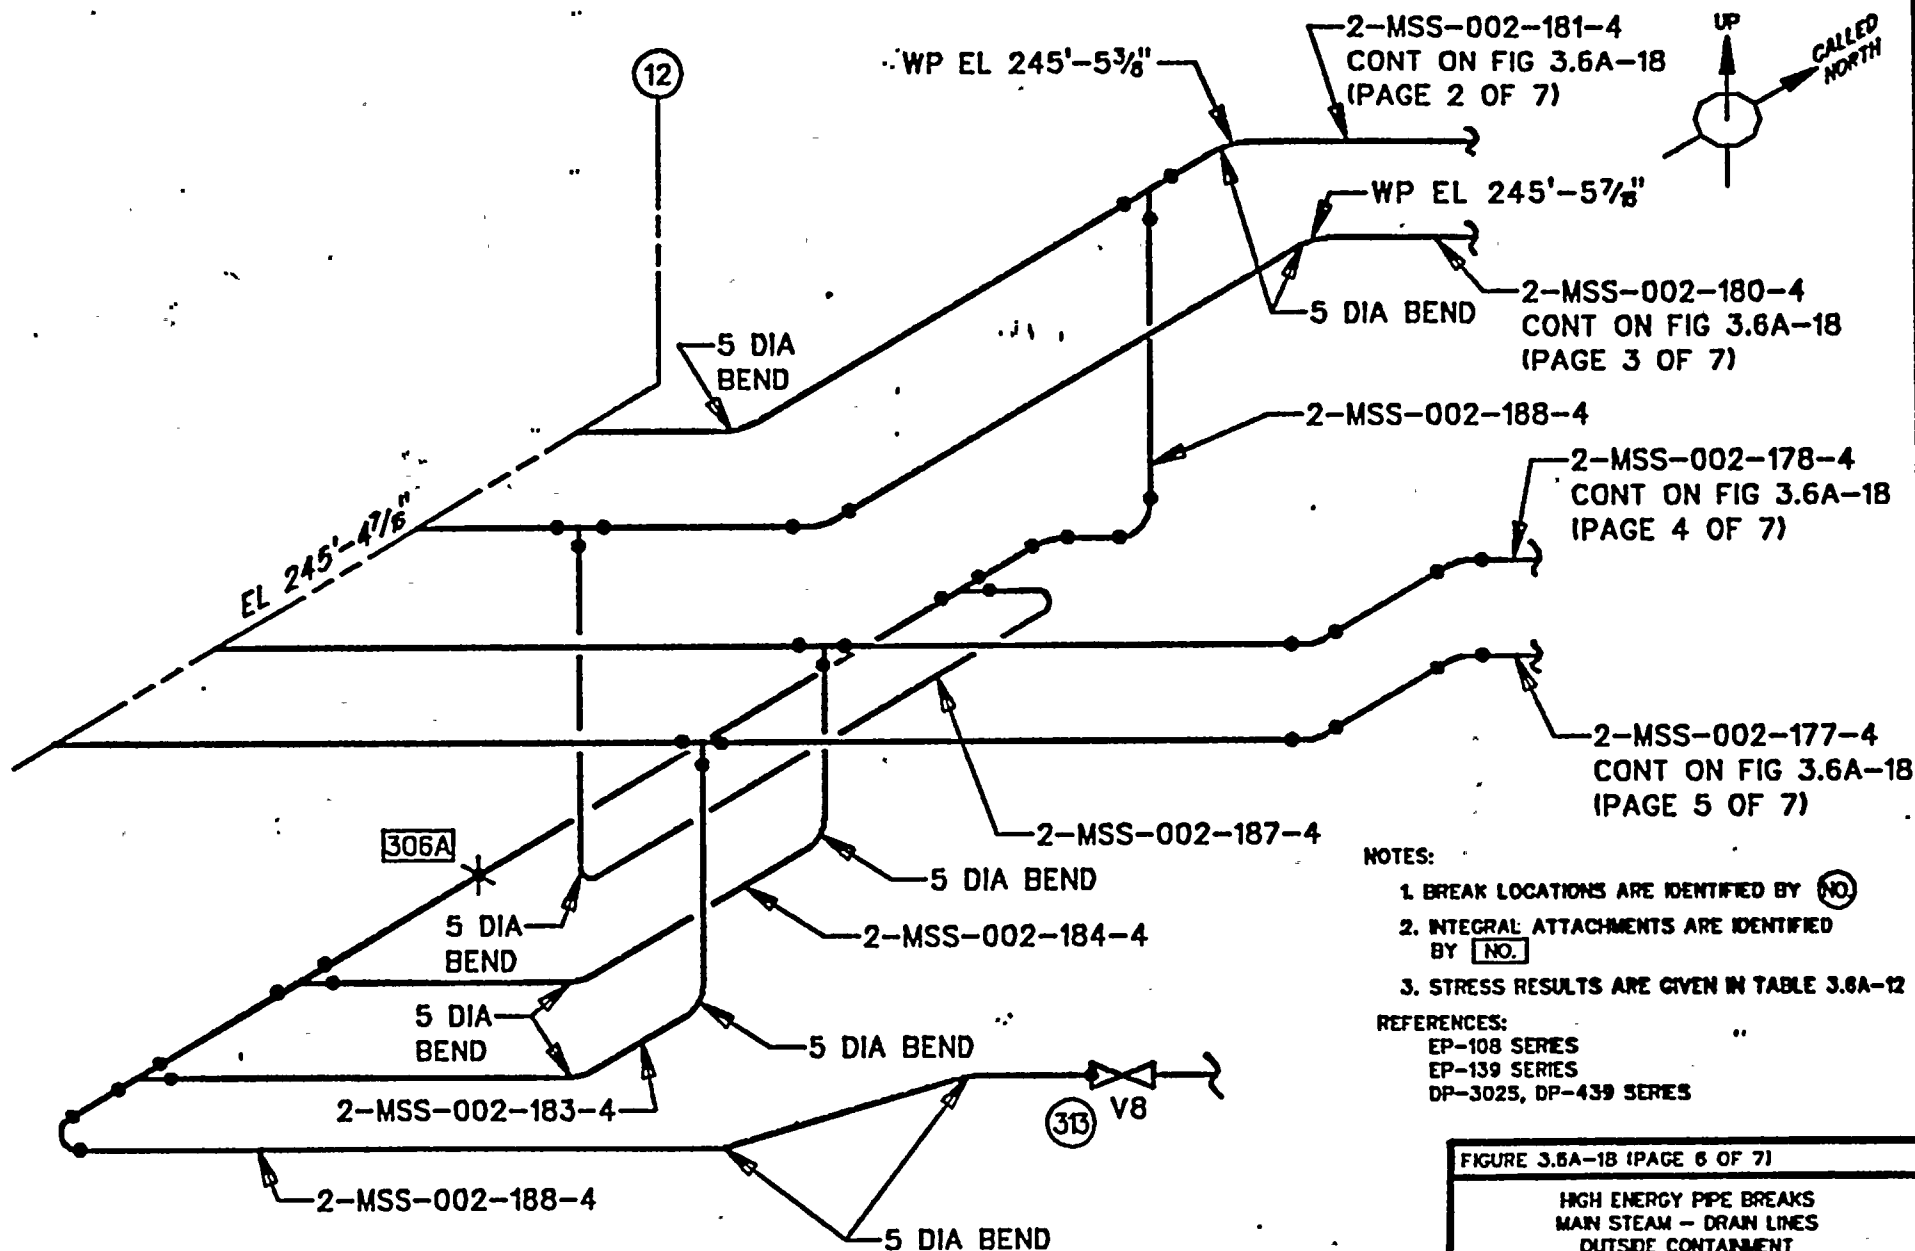 12
WP EL 245'-5⅜"
2-MSS-002-181-4
CONT ON FIG 3.6A-18
(PAGE 2 OF 7)
UP
CALLED
NORTH
WP EL 245'-5 7/16"
2-MSS-002-180-4
CONT ON FIG 3.6A-18
(PAGE 3 OF 7)
5 DIA BEND
5 DIA
BEND
2-MSS-002-188-4
2-MSS-002-178-4
CONT ON FIG 3.6A-18
(PAGE 4 OF 7)
EL 245'-4 7/16"
2-MSS-002-177-4
CONT ON FIG 3.6A-18
(PAGE 5 OF 7)
2-MSS-002-187-4
306A
5 DIA BEND
5 DIA
BEND
2-MSS-002-184-4
5 DIA
BEND
5 DIA BEND
2-MSS-002-183-4
313
V8
2-MSS-002-188-4
5 DIA BEND
NOTES:
1. BREAK LOCATIONS ARE IDENTIFIED BY NO.
2. INTEGRAL ATTACHMENTS ARE IDENTIFIED
BY NO.
3. STRESS RESULTS ARE GIVEN IN TABLE 3.6A-12
REFERENCES:
EP-108 SERIES
EP-139 SERIES
DP-3025, DP-439 SERIES
FIGURE 3.6A-18 (PAGE 6 OF 7)
HIGH ENERGY PIPE BREAKS
MAIN STEAM - DRAIN LINES
OUTSIDE CONTAINMENT